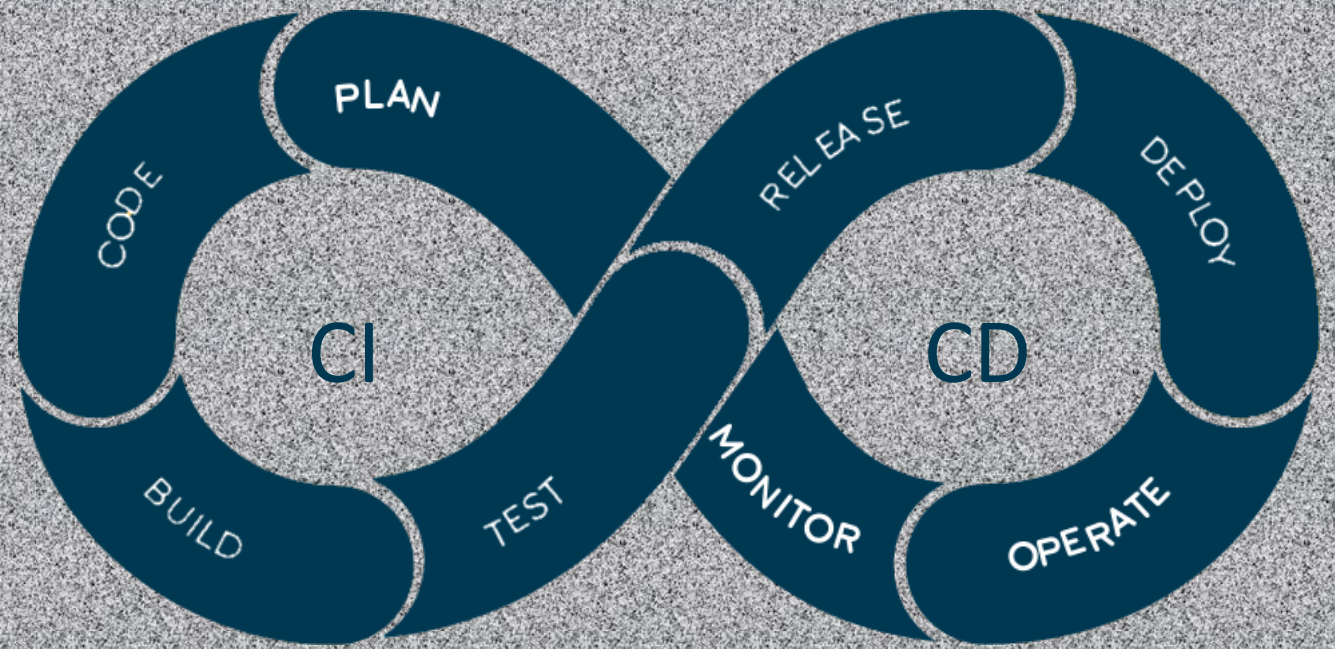 PLAN
CODE
BUILD
TEST
RELEASE
DEPLOY
OPERATE
MONITOR
CI
CD